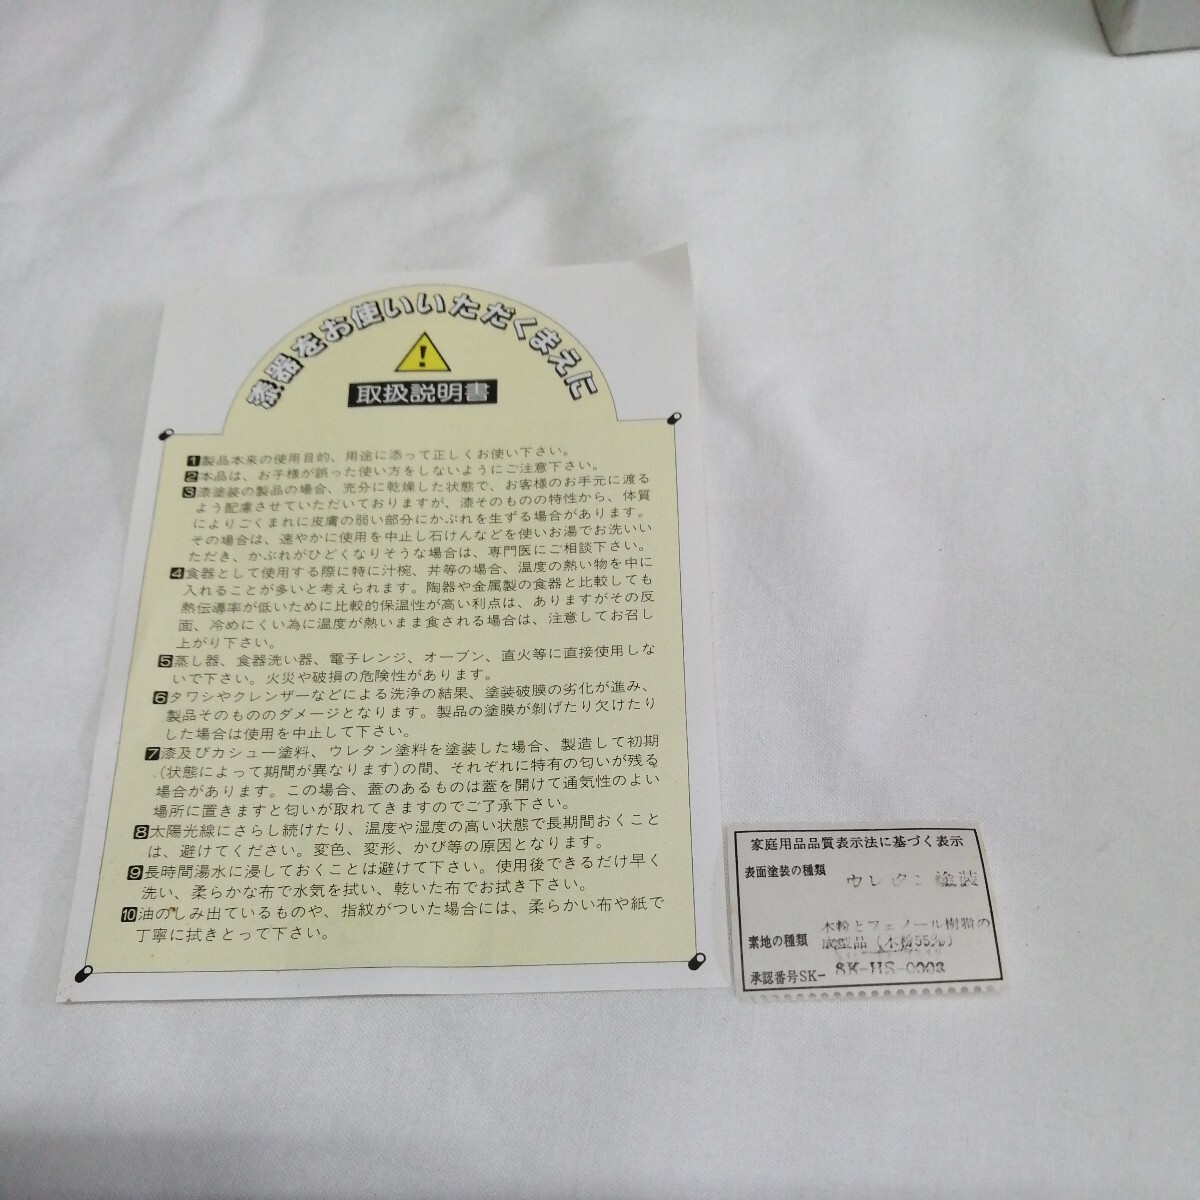 漆器をお使いいただくまえに
取扱説明書
1製品本来の使用目的、用途に添って正しくお使い下さい。
2本品は、お子様が誤った使い方をしないようにご注意下さい。
3漆塗装の製品の場合、充分に乾燥した状態で、お客様のお手元に渡る
よう配慮させていただいておりますが、漆そのものの特性から、体質
によりごくまれに皮膚の弱い部分にかぶれを生ずる場合があります。
その場合は、速やかに使用を中止し石けんなどを使いお湯でお洗いい
ただき、かぶれがひどくなりそうな場合は、専門医にご相談下さい。
4食器として使用する際に特に汁椀、丼等の場合、温度の熱い物を中に
入れることが多いと考えられます。陶器や金属製の食器と比較しても
熱伝導率が低いために比較的保温性が高い利点は、ありますがその反
面、冷めにくい為に温度が熱いまま食される場合は、注意してお召し
上がり下さい。
5蒸し器、食器洗い器、電子レンジ、オーブン、直火等に直接使用しな
いで下さい。火災や破損の危険性があります。
6タワシやクレンザーなどによる洗浄の結果、塗装破膜の劣化が進み、
製品そのもののダメージとなります。製品の塗膜が剝げたり欠けたり
した場合は使用を中止して下さい。
7漆及びカシュー塗料、ウレタン塗料を塗装した場合、製造して初期
(状態によって期間が異なります)の間、それぞれに特有の匂いが残る
場合があります。この場合、蓋のあるものは蓋を開けて通気性のよい
場所に置きますと匂いが取れてきますのでご了承下さい。
8太陽光線にさらし続けたり、温度や湿度の高い状態で長期間おくこと
は、避けてください。変色、変形、かび等の原因となります。
9長時間湯水に浸しておくことは避けて下さい。使用後できるだけ早く
洗い、柔らかな布で水気を拭い、乾いた布でお拭き下さい。
10油のしみ出ているものや、指紋がついた場合には、柔らかい布や紙で
丁寧に拭きとって下さい。
家庭用品品質表示法に基づく表示
表面塗装の種類 ウレタン塗装
素地の種類 木粉とフェノール樹脂の
成型品（木粉55%）
承認番号SK- SK-HS-0003